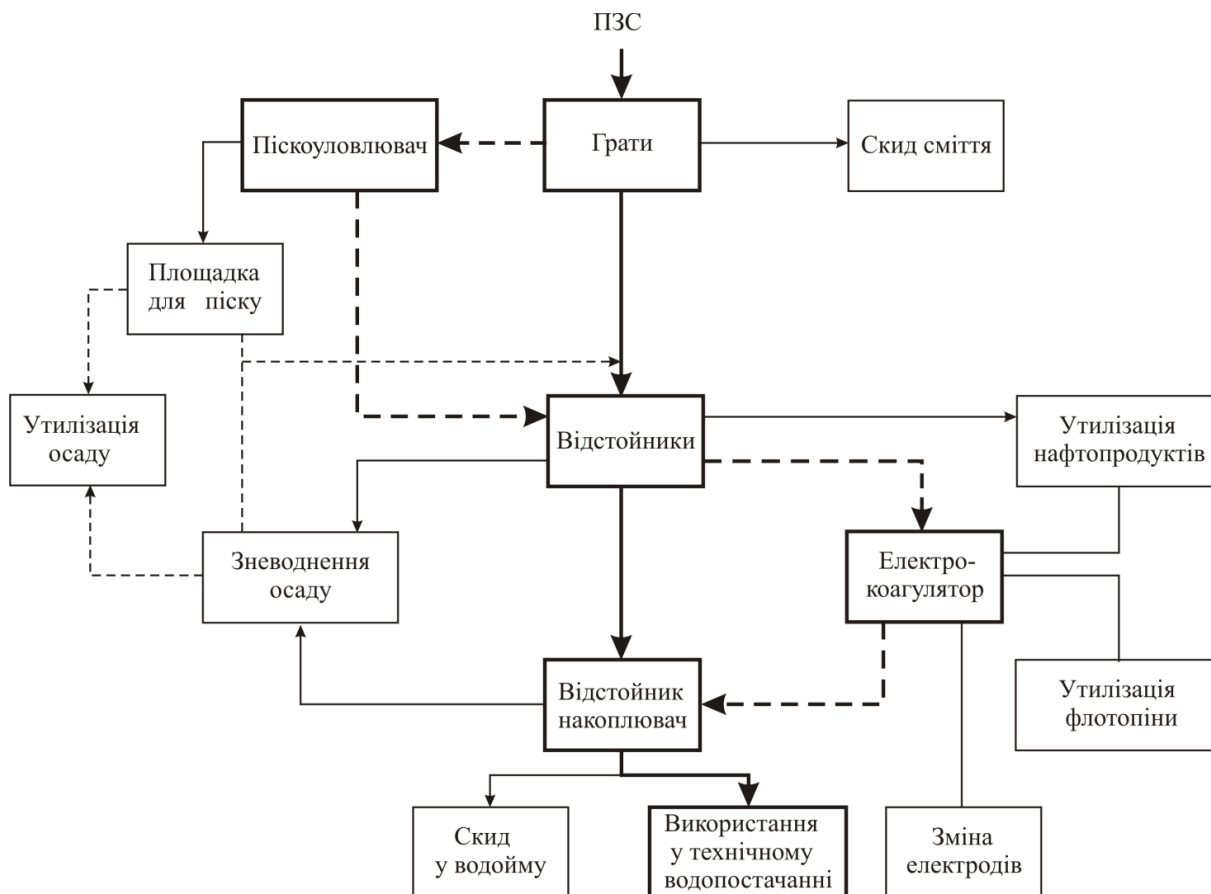 ПЗС
Піскоуловлювач
Грати
Скид сміття
Площадка
для піску
Утилізація
осаду
Відстойники
Утилізація
нафтопродуктів
Зневоднення
осаду
Електро-
коагулятор
Відстойник
накоплювач
Утилізація
флотопіни
Скид
у водойму
Використання
у технічному
водопостачанні
Зміна
електродів